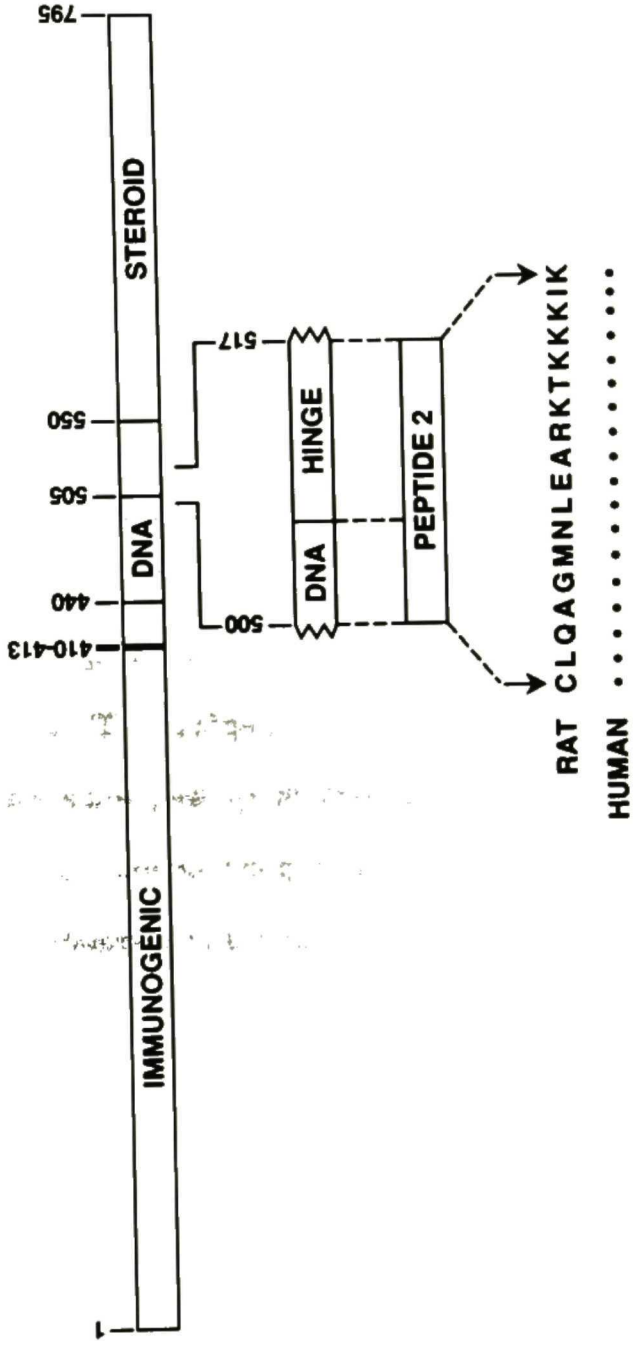 1 410-413 440 505 550 795
IMMUNOGENIC DNA STEROID
500 517
DNA HINGE
PEPTIDE 2
RAT CLQAGMNLEARKTKKKIK
HUMAN ..................